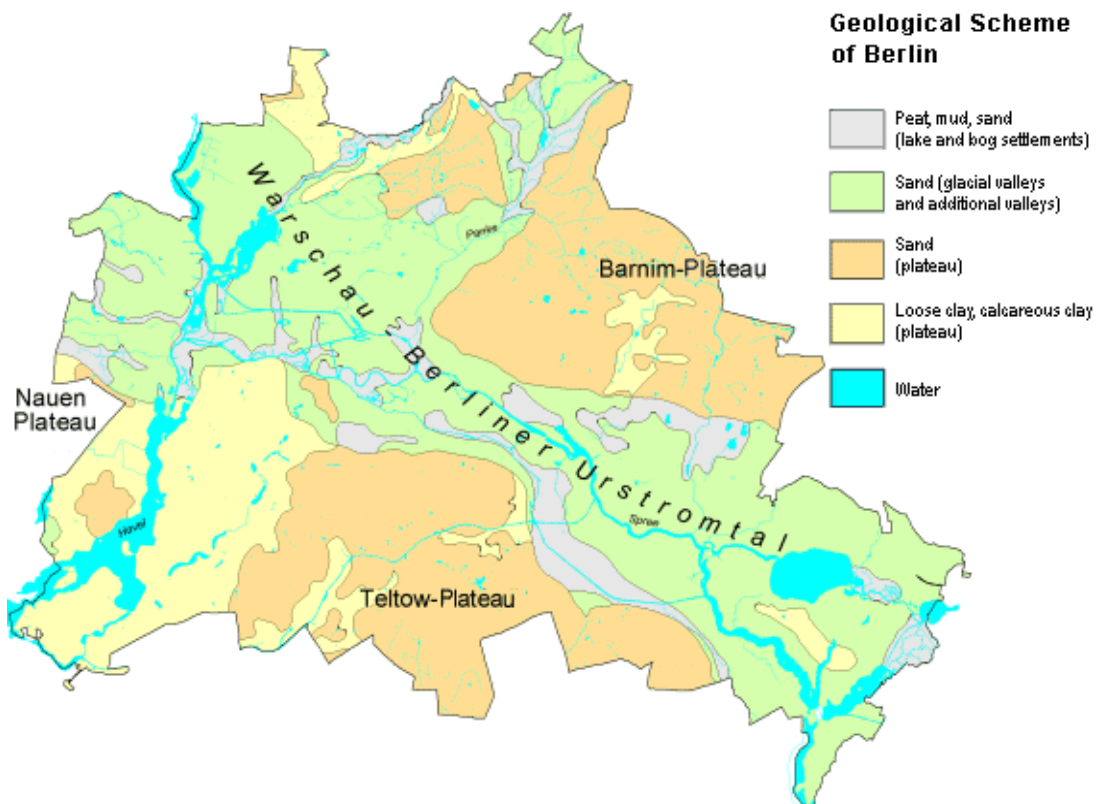 Geological Scheme
of Berlin
Peat, mud, sand
(lake and bog settlements)
Sand (glacial valleys
and additional valleys)
Sand
(plateau)
Loose clay, calcareous clay
(plateau)
Water
Warschau - Berliner Urstromtal
Panke
Barnim-Plateau
Nauen
Plateau
Havel
Spree
Teltow-Plateau